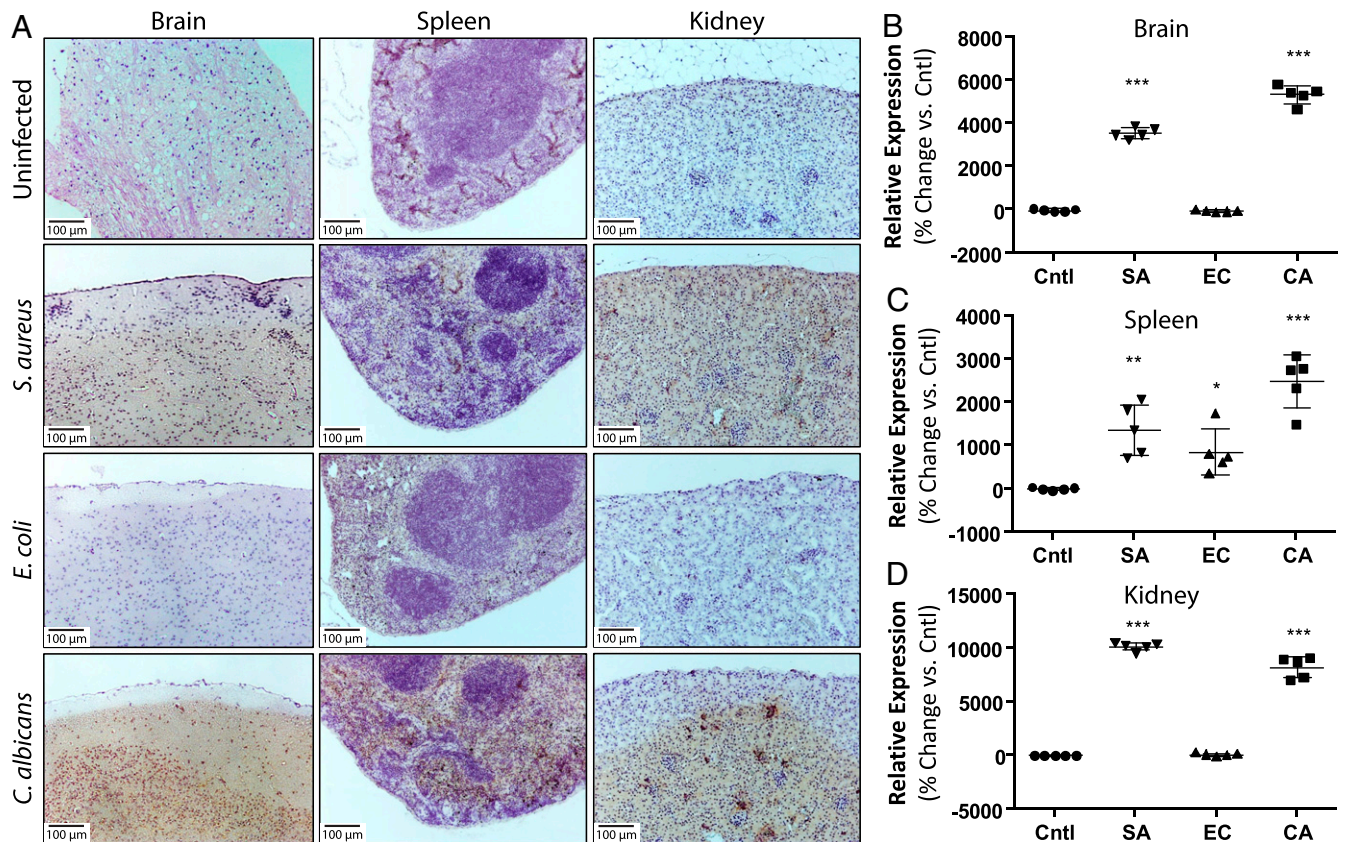 A
Brain
Spleen
Kidney
Uninfected
100 µm
100 µm
100 µm
S. aureus
100 µm
100 µm
100 µm
E. coli
100 µm
100 µm
100 µm
C. albicans
100 µm
100 µm
100 µm
B
Brain
Relative Expression
(% Change vs. Cntl)
8000
6000
4000
2000
0
-2000
***
***
Cntl SA EC CA
C
Spleen
Relative Expression
(% Change vs. Cntl)
4000
3000
2000
1000
0
-1000
**
*
***
Cntl SA EC CA
D
Kidney
Relative Expression
(% Change vs. Cntl)
15000
10000
5000
0
-5000
***
***
Cntl SA EC CA